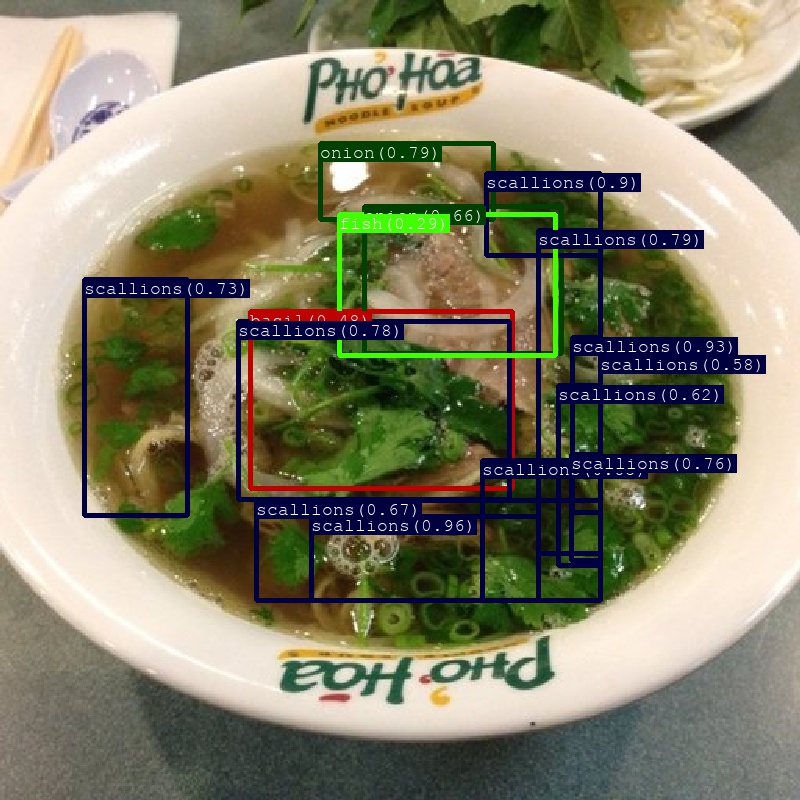 PHỞ HÒA
NOODLE SOUP
onion(0.79)
scallions(0.9)
fish(0.29)
scallions(0.79)
scallions(0.73)
basil(0.48)
scallions(0.78)
scallions(0.93)
scallions(0.58)
scallions(0.62)
scallions(0.76)
scallions(0.67)
scallions(0.96)
PHỞ HÒA